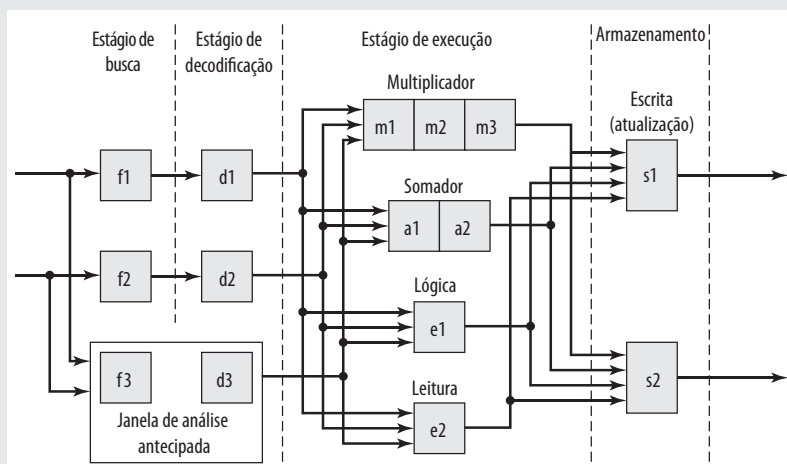 Estágio de
busca
Estágio de
decodificação
Estágio de execução
Armazenamento
Multiplicador
m1 m2 m3
Escrita
(atualização)
f1
d1
s1
Somador
a1 a2
f2
d2
Lógica
e1
f3
d3
s2
Leitura
e2
Janela de análise
antecipada